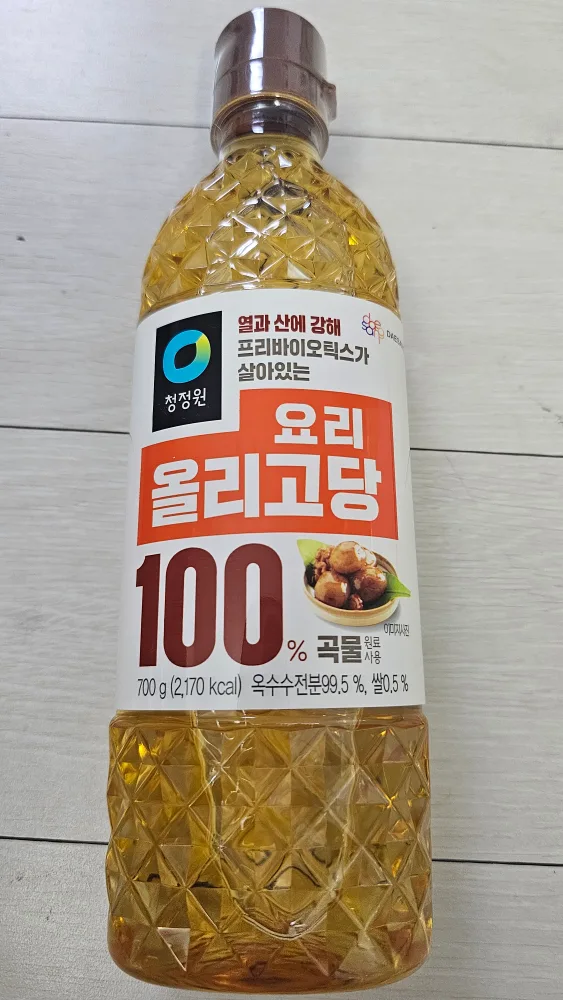 열과 산에 강해
프리바이오틱스가
살아있는
청정원
요리
올리고당
100%
곡물 원료 사용
이미지사진
700 g (2,170 kcal) 옥수수전분99.5 %, 쌀0.5 %